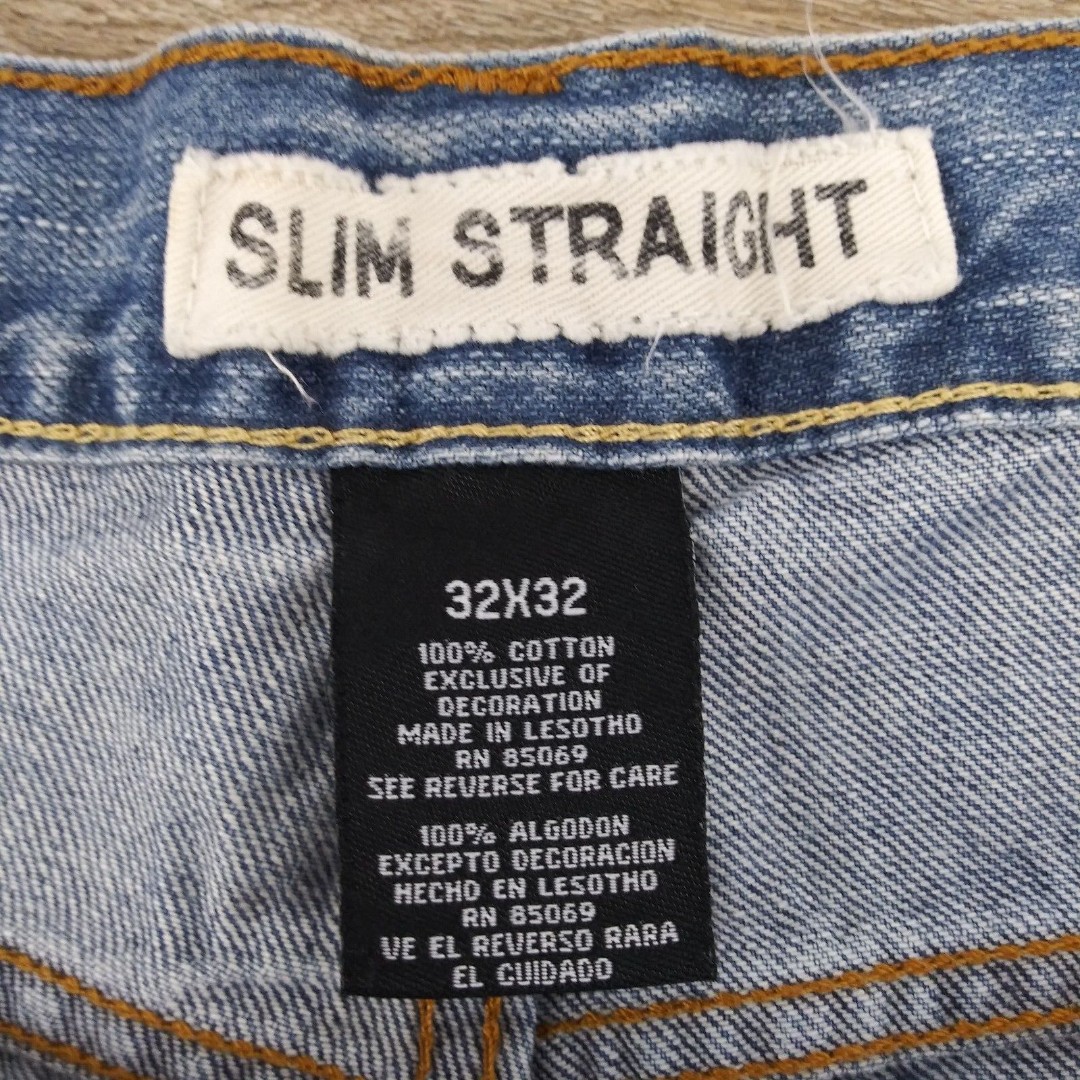 SLIM STRAIGHT
32X32
100% COTTON
EXCLUSIVE OF
DECORATION
MADE IN LESOTHO
RN 85069
SEE REVERSE FOR CARE
100% ALGODON
EXCEPTO DECORACION
HECHO EN LESOTHO
RN 85069
VE EL REVERSO RARA
EL CUIDADO